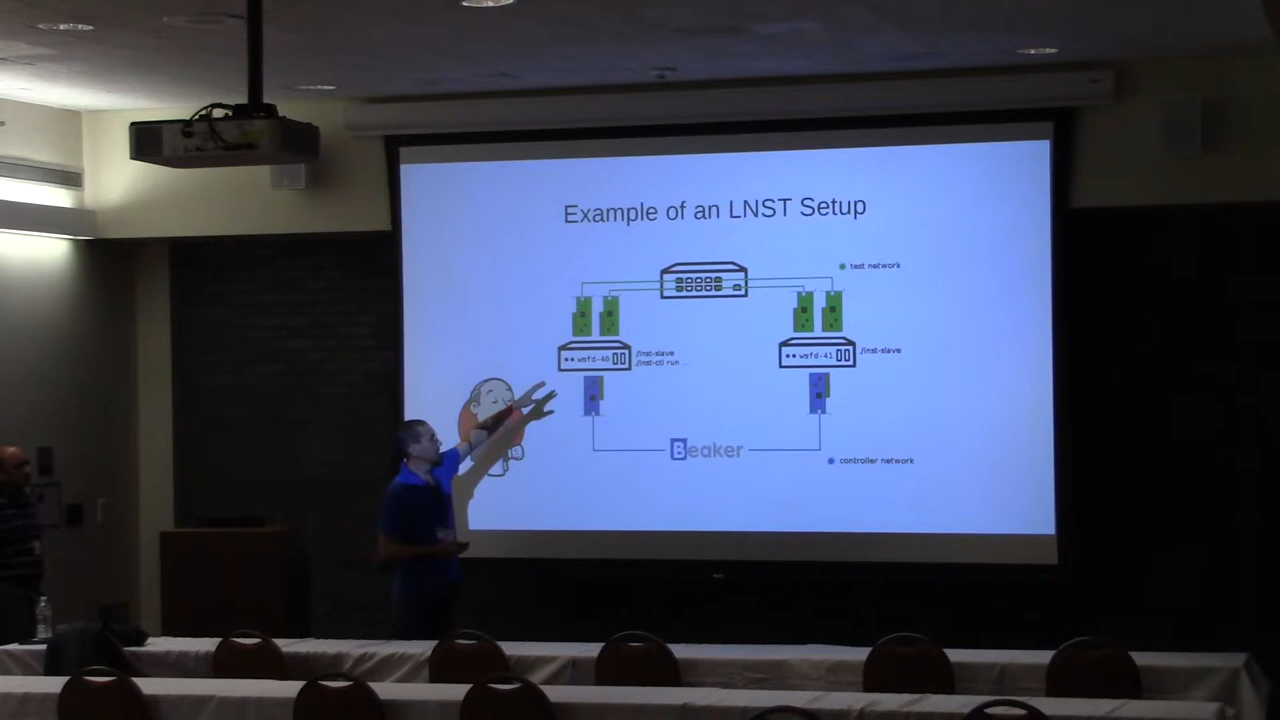 Example of an LNST Setup
test network
wsfd-40
/lnst-slave
/lnst-ctl run ...
wsfd-41
/lnst-slave
Beaker
controller network